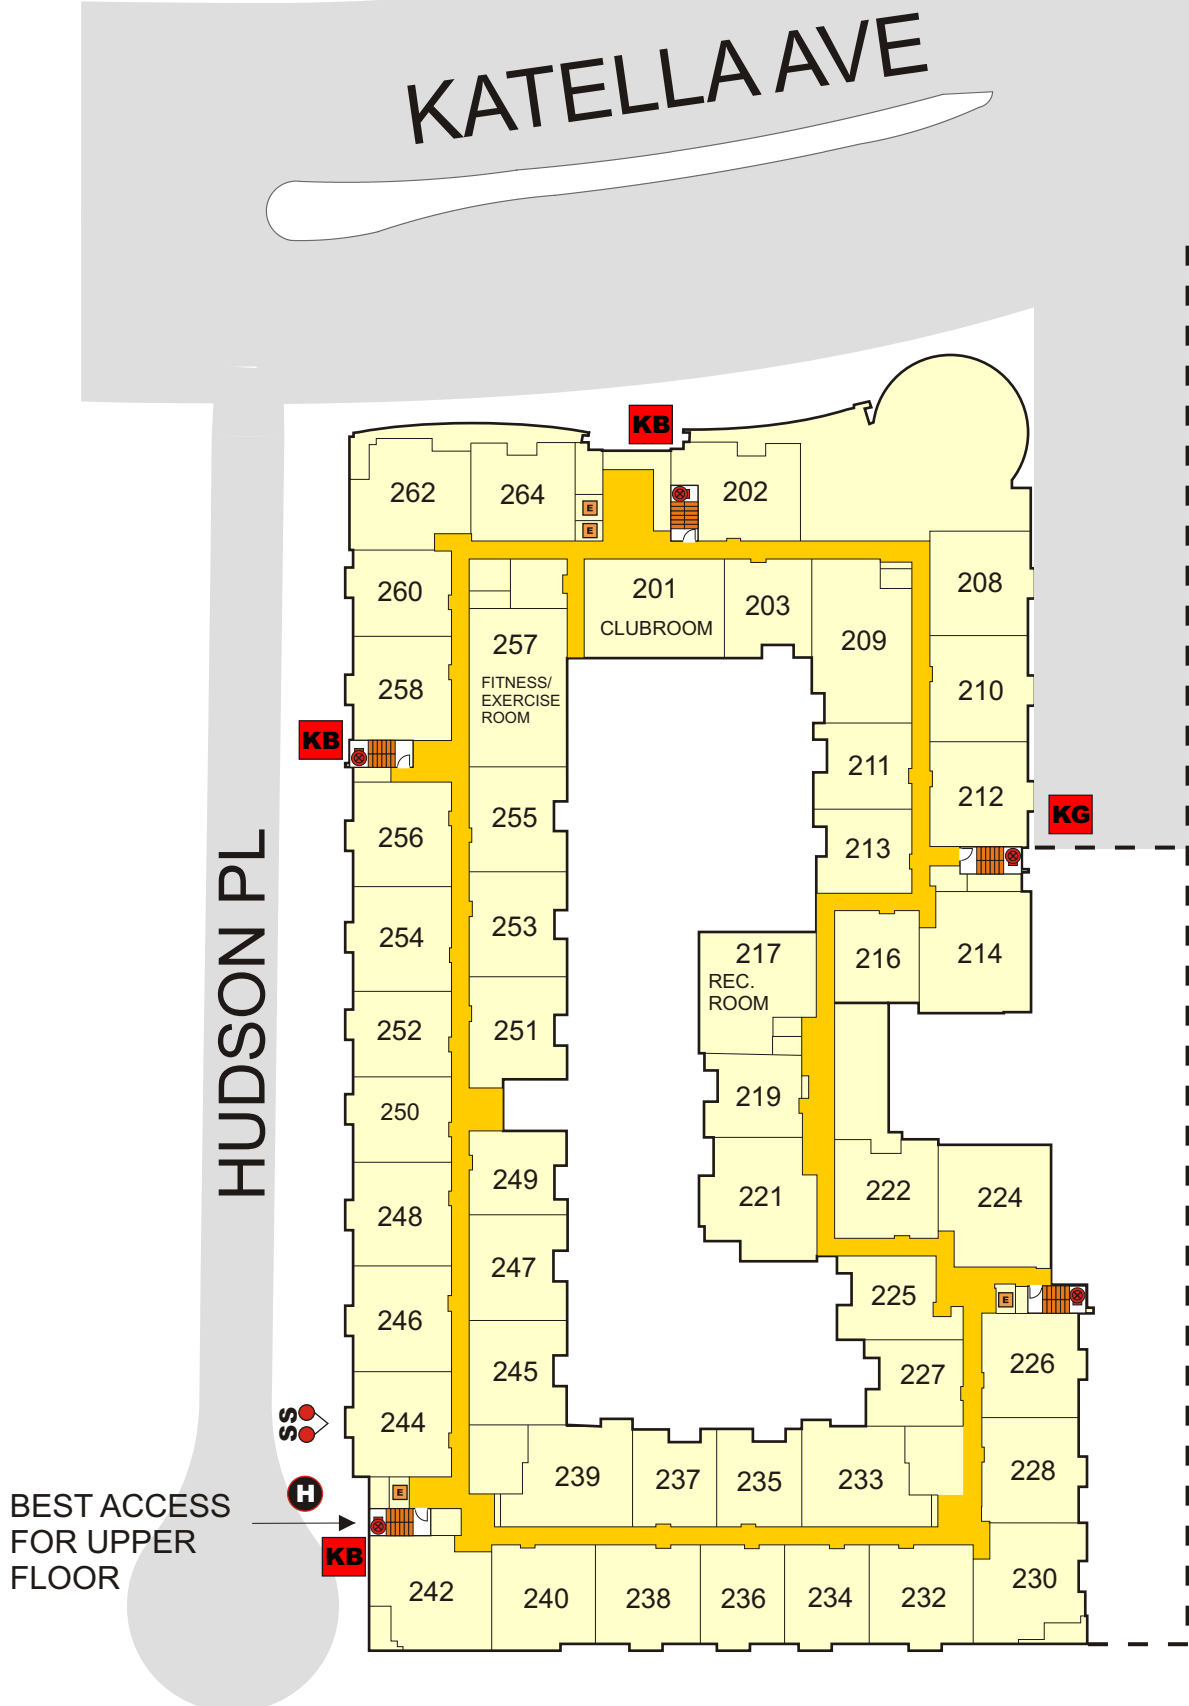 KATELLA AVE
KB
262
264
202
E
E
260
201
CLUBROOM
203
208
257
FITNESS/
EXERCISE
ROOM
209
258
210
KB
211
212
KG
255
256
213
254
253
217
REC.
ROOM
216
214
HUDSON PL
252
251
250
219
249
221
222
224
248
247
225
E
246
245
227
226
SS
244
239
237
235
233
228
H
E
BEST ACCESS
FOR UPPER
FLOOR
KB
242
240
238
236
234
232
230